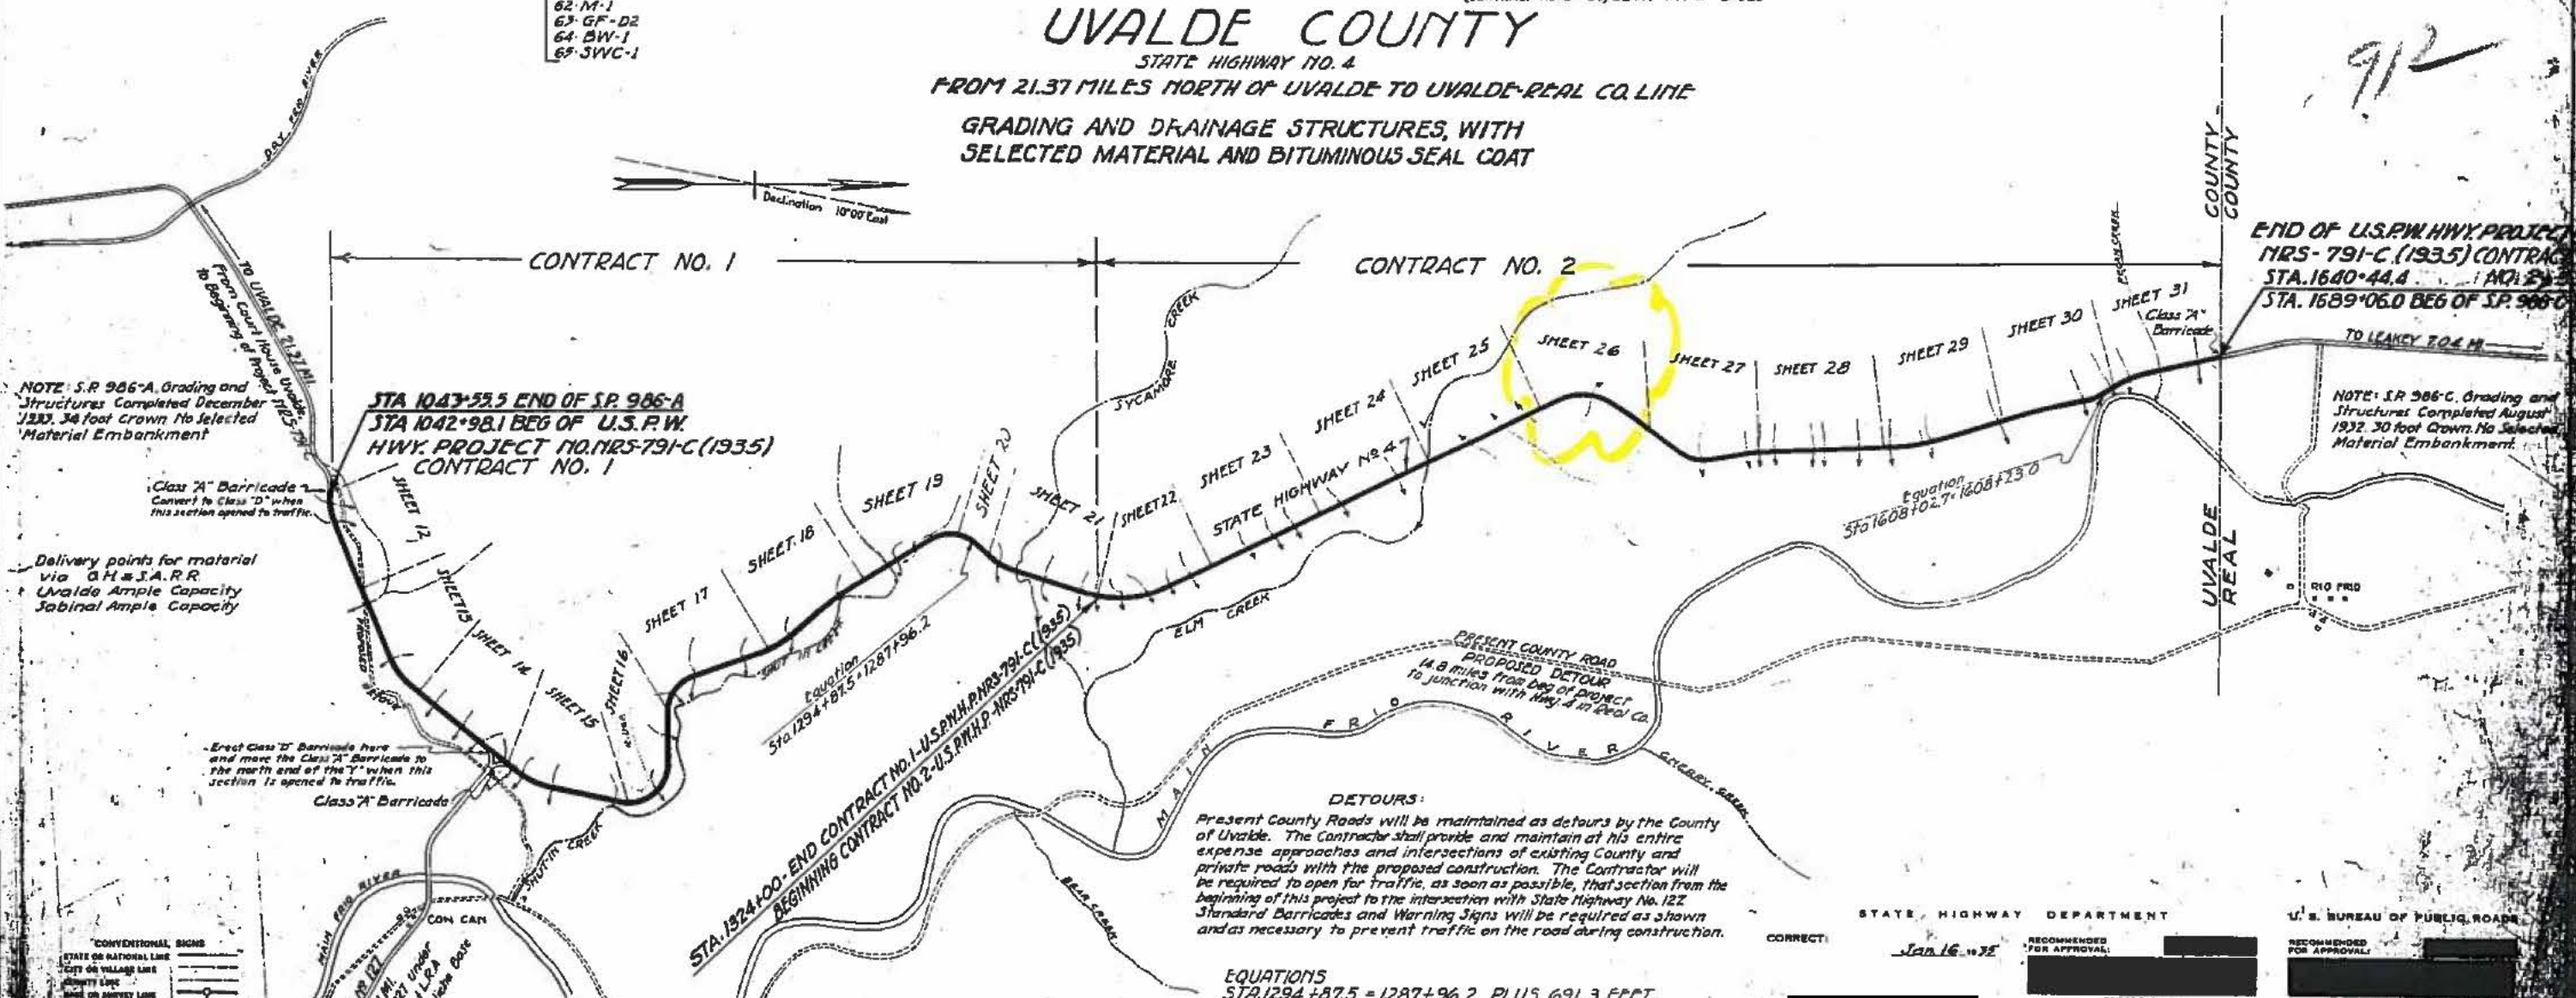 62·M-1
63·GF-D2
64·BW-1
65·SWC-1
UVALDE COUNTY
STATE HIGHWAY NO. 4
FROM 21.37 MILES NORTH OF UVALDE TO UVALDE-REAL CO. LINE
GRADING AND DRAINAGE STRUCTURES, WITH
SELECTED MATERIAL AND BITUMINOUS SEAL COAT
912
DRY FRIO RIVER
Declination 10°00' East
COUNTY
COUNTY
CONTRACT NO. 1
CONTRACT NO. 2
END OF U.S.P.W. HWY. PROJECT
NRS-791-C (1935) CONTRACT
STA. 1640+44.4
STA. 1689+06.0 BEG OF S.P. 986-C
TO LEAKEY 7.04 MI.
TO UVALDE 21.37 MI.
From Court House Uvalde,
to Beginning of Project NRS-791-C
NOTE: S.P. 986-A, Grading and
Structures Completed December
1933. 34 foot Crown No Selected
Material Embankment
STA 1043+55.5 END OF S.P. 986-A
STA 1042+98.1 BEG OF U.S.P.W.
HWY. PROJECT NO. NRS-791-C (1935)
CONTRACT NO. 1
Class "A" Barricade
Convert to Class "D" when
this section opened to traffic.
Delivery points for material
via G.H.&S.A.R.R.
Uvalde Ample Capacity
Sabinal Ample Capacity
SHEET 12
SHEET 13
SHEET 14
SHEET 15
SHEET 16
SHEET 17
SHEET 18
SHEET 19
SHEET 20
SHEET 21
SHEET 22
SHEET 23
SHEET 24
SHEET 25
SHEET 26
SHEET 27
SHEET 28
SHEET 29
SHEET 30
SHEET 31
Class "A"
Barricade
SYCAMORE CREEK
STATE HIGHWAY No 4
ELM CREEK
NOTE: S.P. 986-C, Grading and
Structures Completed August
1932. 30 foot Crown. No Selected
Material Embankment.
Equation
Sta 1608+02.7=1608+23.0
Equation
Sta. 1294+87.5=1287+96.2
UVALDE
REAL
RIO FRIO
STA. 1324+00-END CONTRACT NO.1-U.S.P.W.H.P. NRS-791-C (1935)
BEGINNING CONTRACT NO.2-U.S.P.W.H.P.-NRS-791-C (1935)
PRESENT COUNTY ROAD
PROPOSED DETOUR
14.8 miles from beg of project
to junction with Hwy. 4 in Real Co.
MAIN FRIO RIVER
CHERRY CREEK
BEAR CREEK
Erect Class "D" Barricade here
and move the Class "A" Barricade to
the north end of the "Y" when this
section is opened to traffic.
Class "A" Barricade
SHUT-IN CREEK
MAIN FRIO RIVER
CON CAN
DETOURS:
Present County Roads will be maintained as detours by the County
of Uvalde. The Contractor shall provide and maintain at his entire
expense approaches and intersections of existing County and
private roads with the proposed construction. The Contractor will
be required to open for traffic, as soon as possible, that section from the
beginning of this project to the intersection with State Highway No. 127.
Standard Barricades and Warning Signs will be required as shown
and as necessary to prevent traffic on the road during construction.
EQUATIONS
STA.1294+87.5 = 1287+96.2 PLUS 691.3 FEET
CONVENTIONAL SIGNS
STATE OR NATIONAL LINE
CITY OR VILLAGE LINE
COUNTY LINE
BASE OR SURVEY LINE
STATE HIGHWAY DEPARTMENT
U. S. BUREAU OF PUBLIC ROADS
CORRECT:
Jan 16 1935
RECOMMENDED
FOR APPROVAL:
RECOMMENDED
FOR APPROVAL: